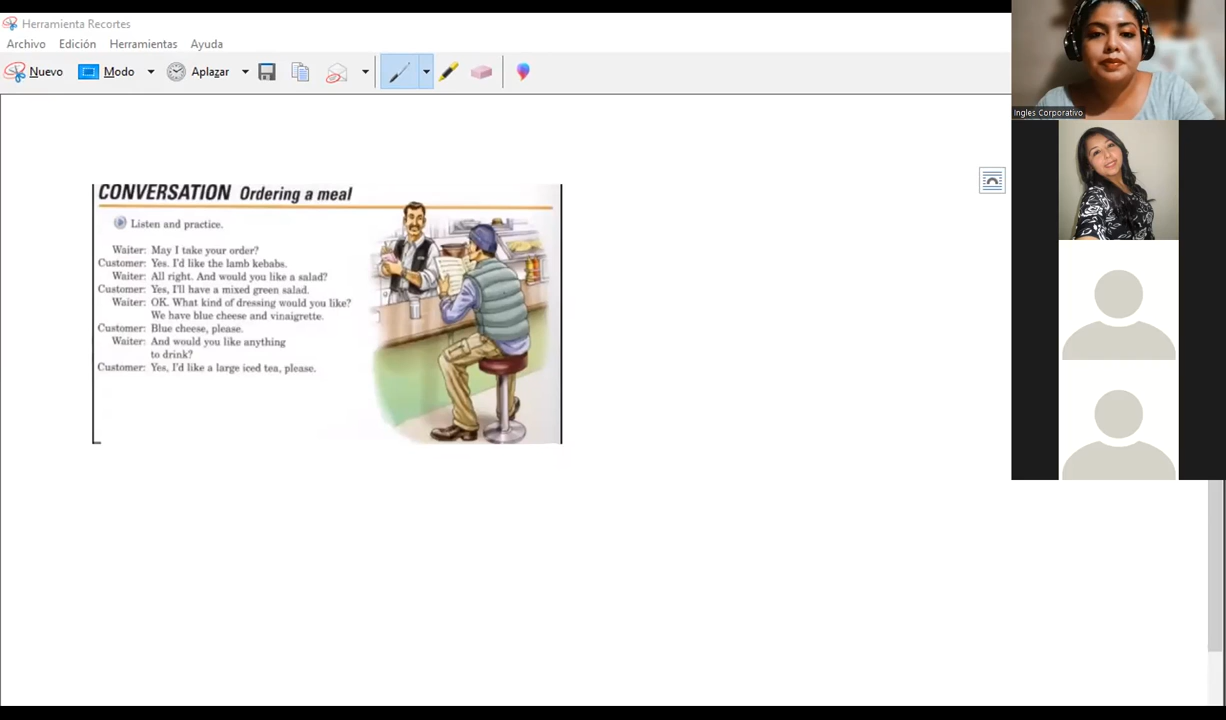 Herramienta Recortes
Archivo Edición Herramientas Ayuda
Nuevo Modo Aplazar
Ingles Corporativo
CONVERSATION Ordering a meal
Listen and practice.
Waiter: May I take your order?
Customer: Yes. I'd like the lamb kebabs.
Waiter: All right. And would you like a salad?
Customer: Yes, I'll have a mixed green salad.
Waiter: OK. What kind of dressing would you like?
We have blue cheese and vinaigrette.
Customer: Blue cheese, please.
Waiter: And would you like anything
to drink?
Customer: Yes, I'd like a large iced tea, please.